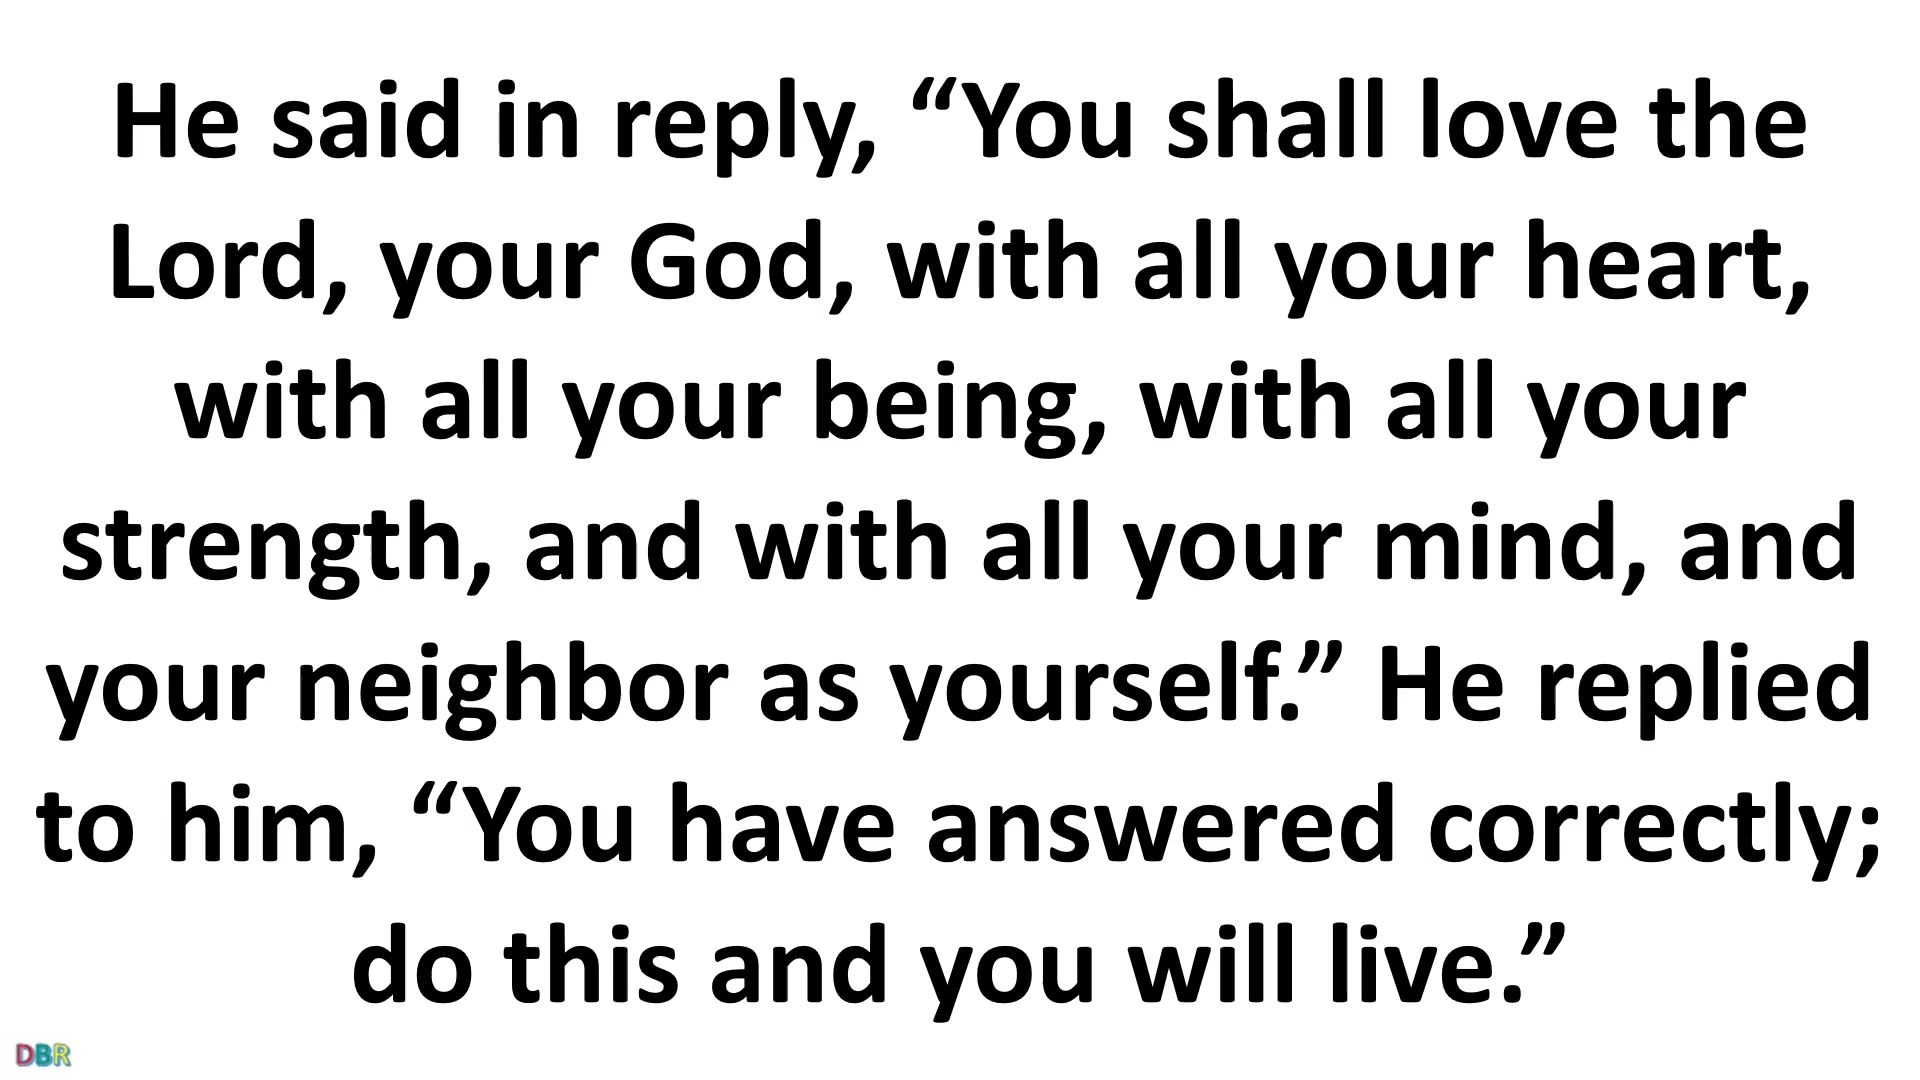 He said in reply, “You shall love the
Lord, your God, with all your heart,
with all your being, with all your
strength, and with all your mind, and
your neighbor as yourself.” He replied
to him, “You have answered correctly;
do this and you will live.”
DBR